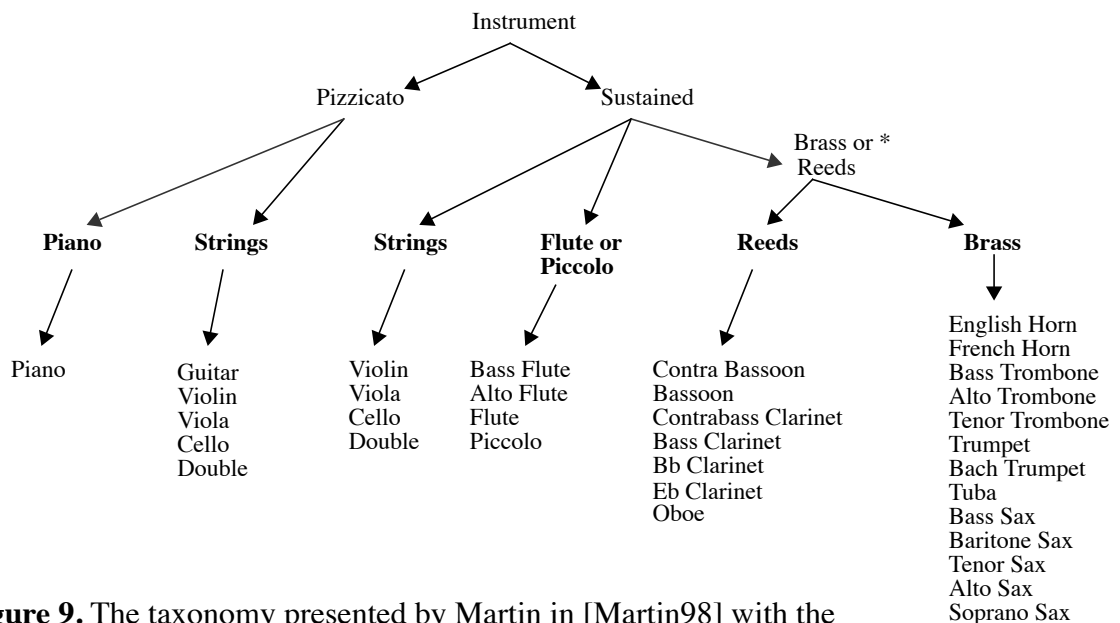 Instrument
Pizzicato
Sustained
Brass or *
Reeds
Piano
Strings
Strings
Flute or
Piccolo
Reeds
Brass
Piano
Guitar
Violin
Viola
Cello
Double
Violin
Viola
Cello
Double
Bass Flute
Alto Flute
Flute
Piccolo
Contra Bassoon
Bassoon
Contrabass Clarinet
Bass Clarinet
Bb Clarinet
Eb Clarinet
Oboe
English Horn
French Horn
Bass Trombone
Alto Trombone
Tenor Trombone
Trumpet
Bach Trumpet
Tuba
Bass Sax
Baritone Sax
Tenor Sax
Alto Sax
Soprano Sax
gure 9. The taxonomy presented by Martin in [Martin98] with the